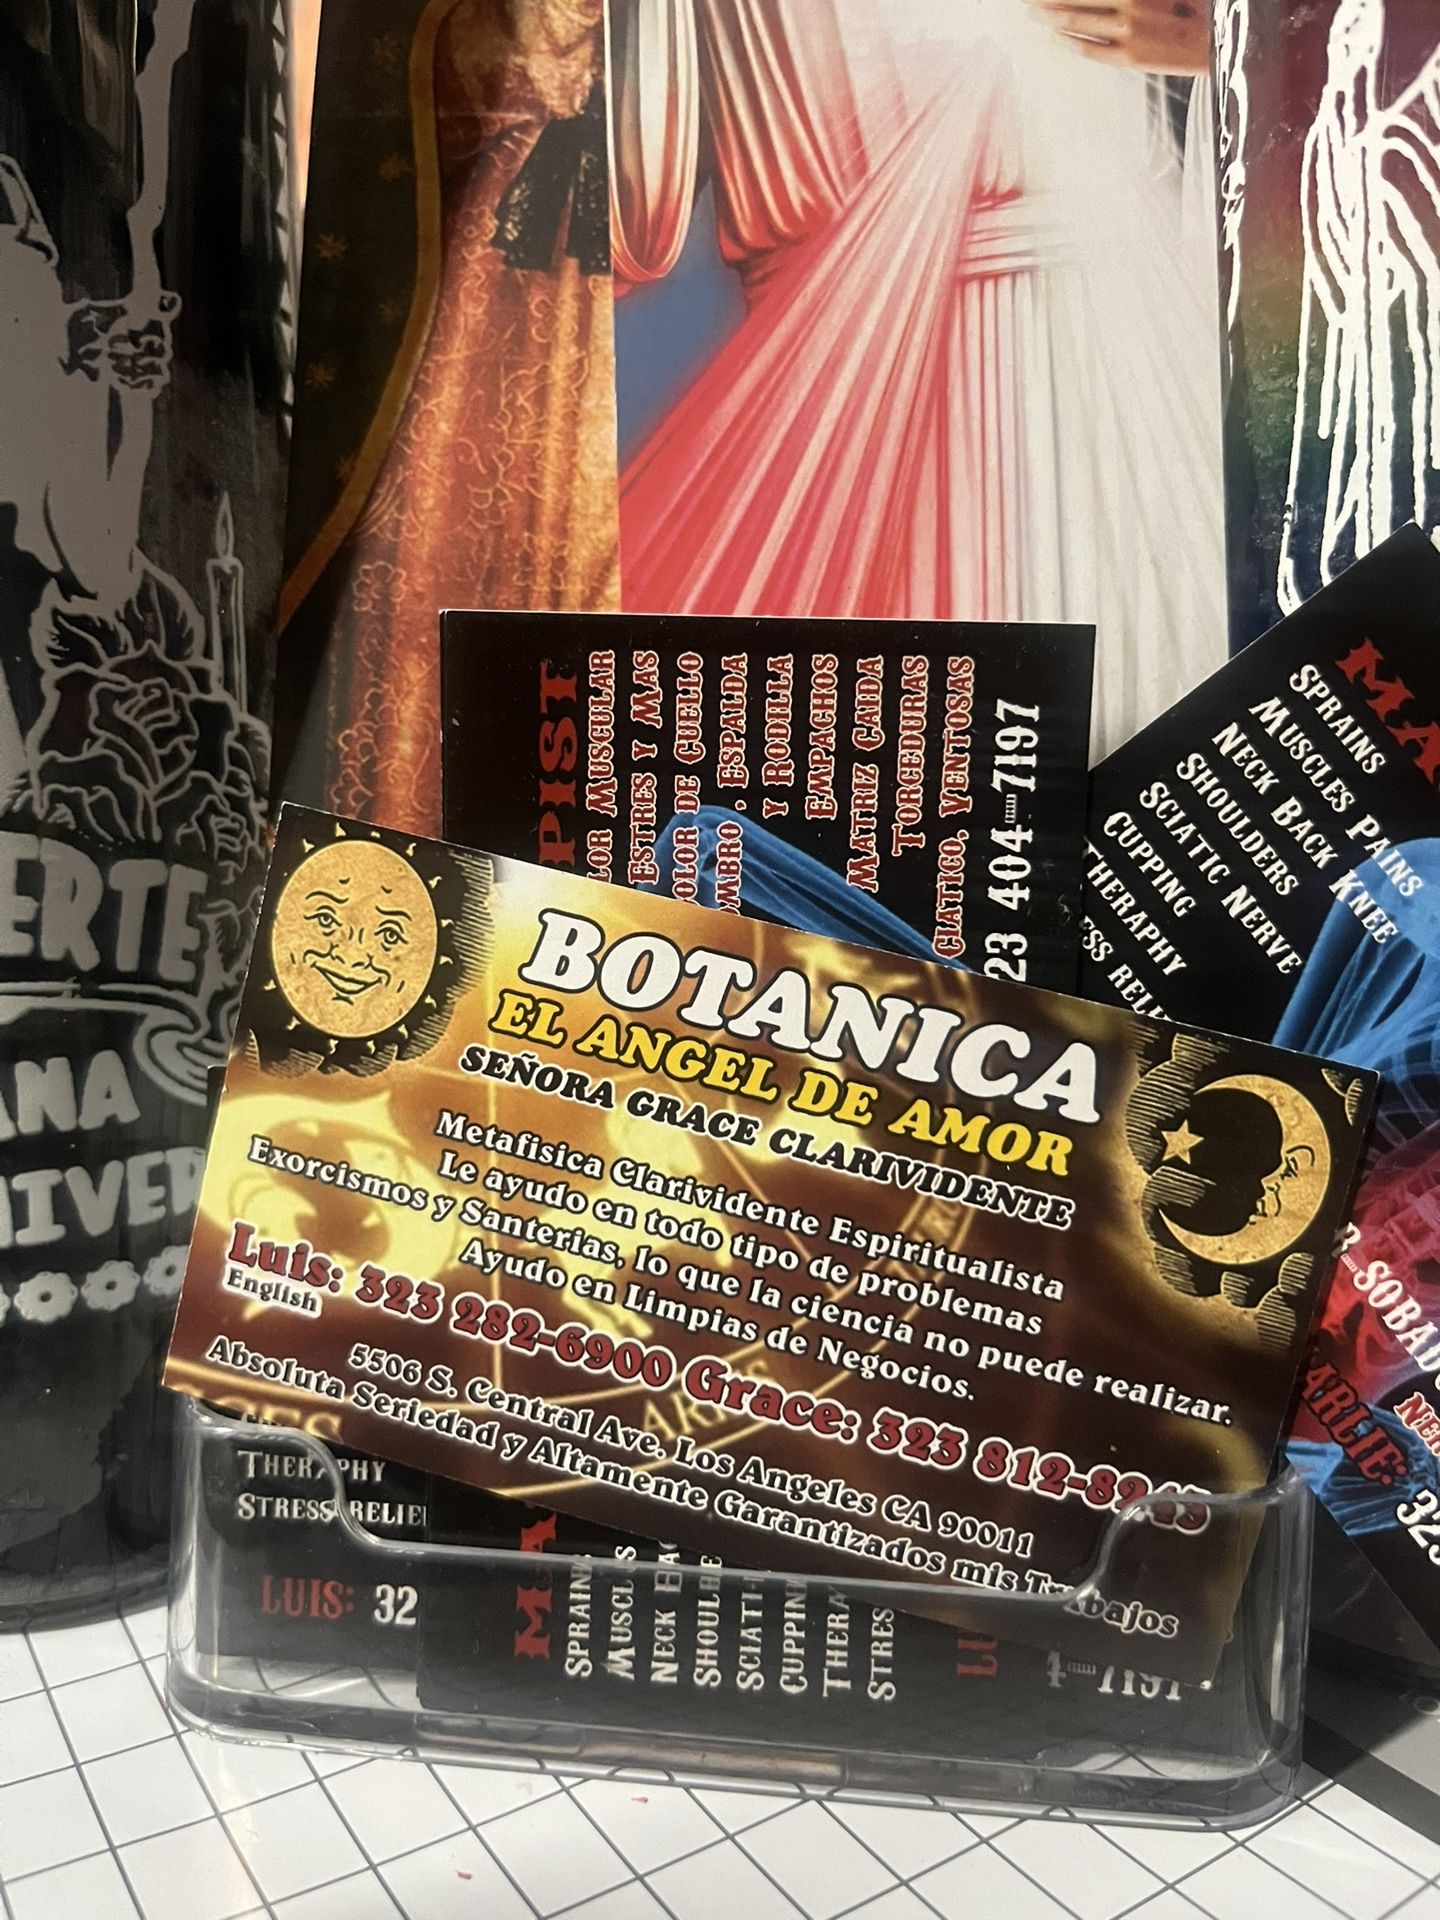 BOTANICA
EL ANGEL DE AMOR
SEÑORA GRACE CLARIVIDENTE
Metafisica Clarividente Espiritualista
Le ayudo en todo tipo de problemas
Exorcismos y Santerias, lo que la ciencia no puede realizar.
Ayudo en Limpias de Negocios.
Luis: 323 282-6900 Grace: 323 812-8245
English
5506 S. Central Ave. Los Angeles CA 90011
Absoluta Seriedad y Altamente Garantizados mis Trabajos
ARIES
MUSCULAR
ESTRES Y MAS
DE CUELLO
, ESPALDA
Y RODILLA
EMPACHOS
MATRIZ CAIDA
TORCEDURAS
CIATICO, VENTOSAS
404-7197
SPRAINS
MUSCLES PAINS
NECK BACK KNEE
SHOULDERS
SCIATIC NERVE
CUPPING
THERAPHY
THERAPHY
STRESS RELIEF
LUIS: 32